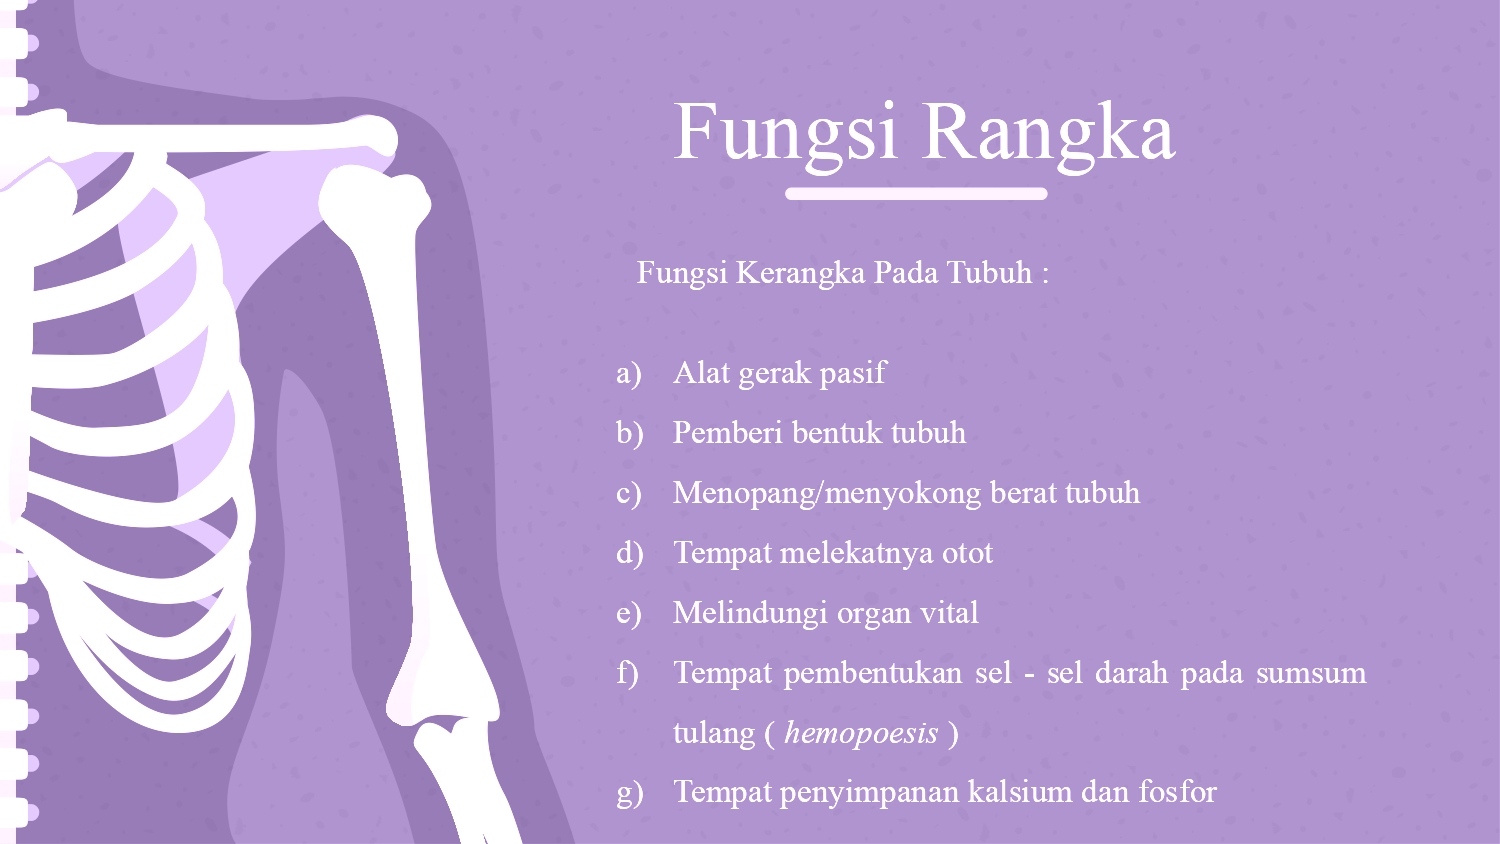 Fungsi Rangka
Fungsi Kerangka Pada Tubuh :
a) Alat gerak pasif
b) Pemberi bentuk tubuh
c) Menopang/menyokong berat tubuh
d) Tempat melekatnya otot
e) Melindungi organ vital
f) Tempat pembentukan sel - sel darah pada sumsum
tulang ( hemopoesis )
g) Tempat penyimpanan kalsium dan fosfor